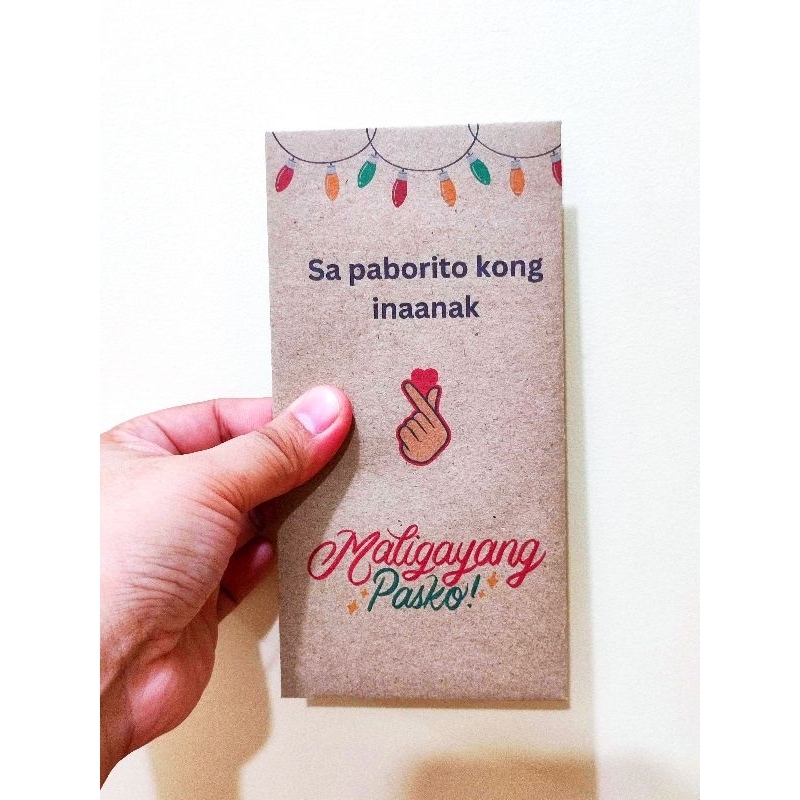 Sa paborito kong
inaanak
Maligayang
Pasko!